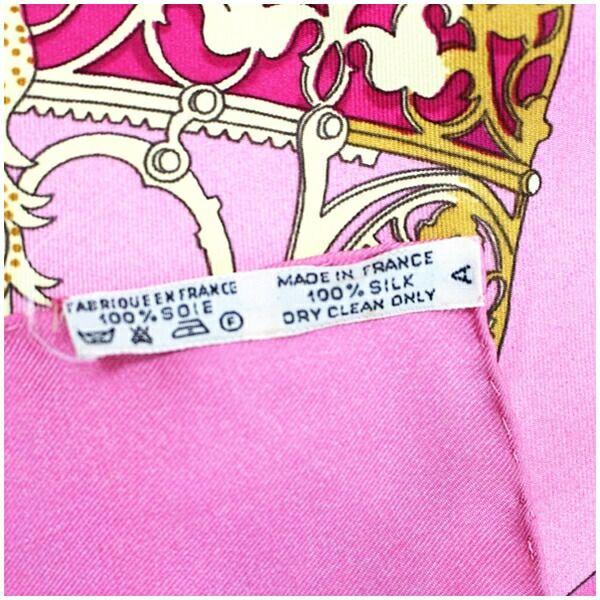 FABRIQUE EN FRANCE
100% SOIE
MADE IN FRANCE
100% SILK
DRY CLEAN ONLY
A